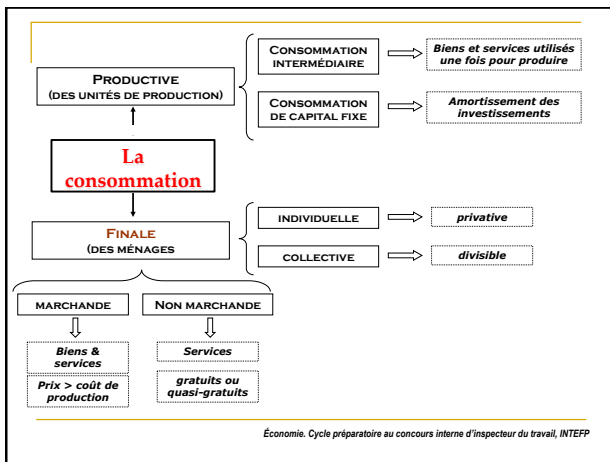 CONSOMMATION
INTERMÉDIAIRE
Biens et services utilisés
une fois pour produire
PRODUCTIVE
(DES UNITÉS DE PRODUCTION)
CONSOMMATION
DE CAPITAL FIXE
Amortissement des
investissements
La
consommation
FINALE
(DES MÉNAGES
INDIVIDUELLE
privative
COLLECTIVE
divisible
MARCHANDE
NON MARCHANDE
Biens &
services
Prix > coût de
production
Services
gratuits ou
quasi-gratuits
Économie. Cycle préparatoire au concours interne d'inspecteur du travail, INTEFP